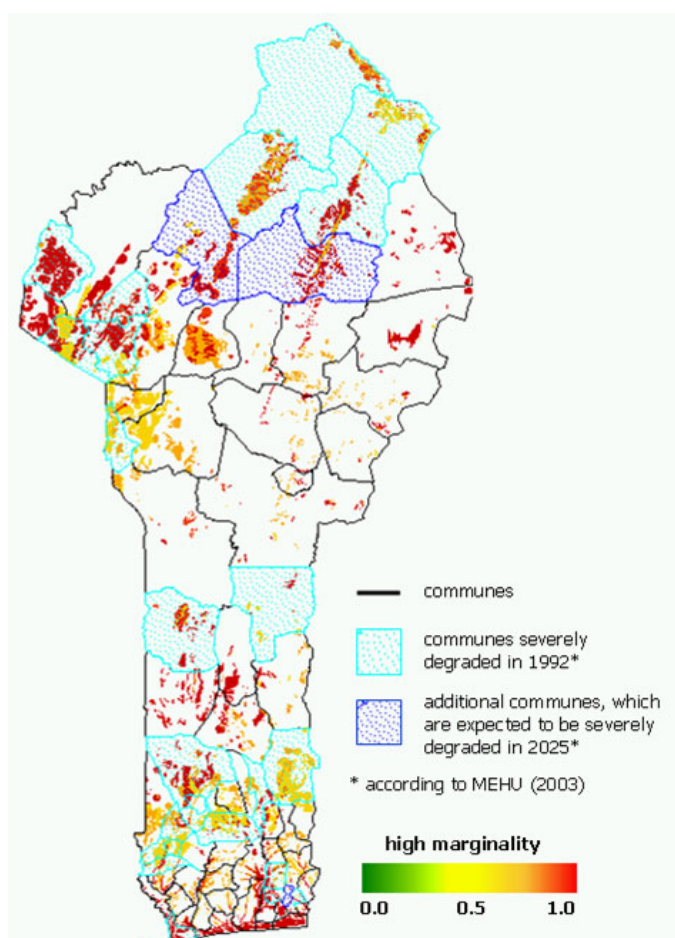 communes
communes severely
degraded in 1992*
additional communes, which
are expected to be severely
degraded in 2025*
* according to MEHU (2003)
high marginality
0.0 0.5 1.0